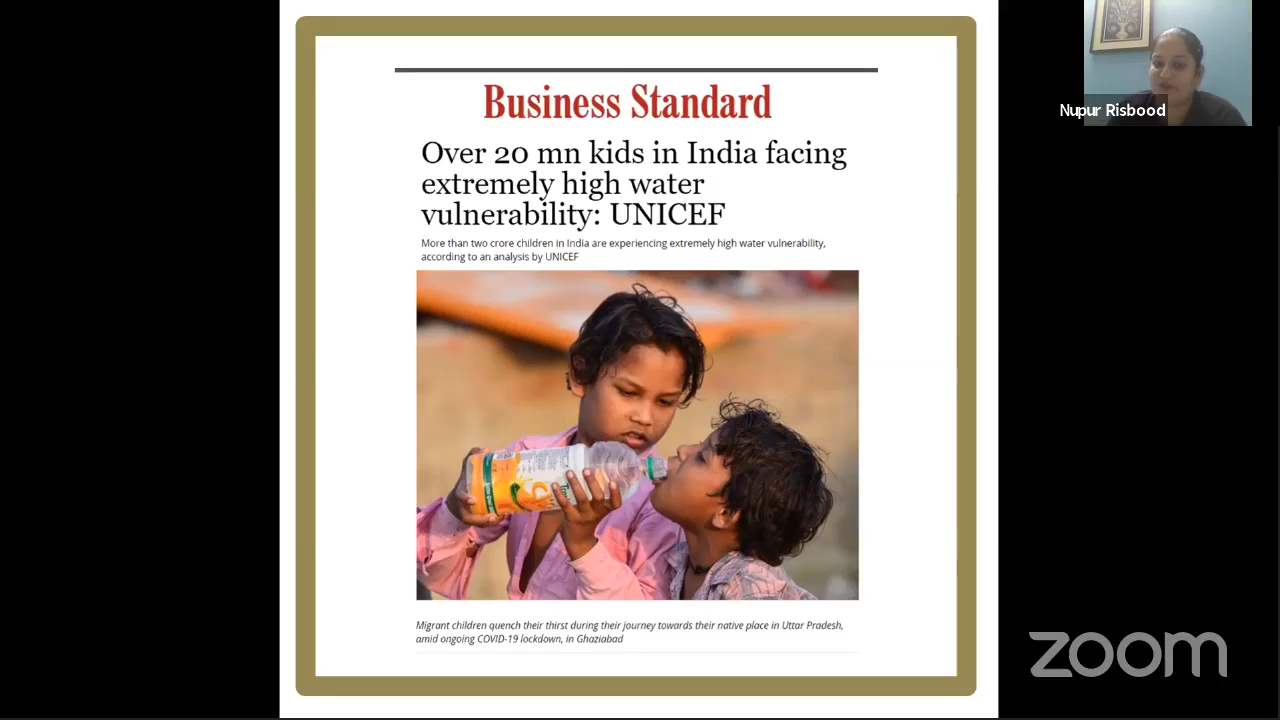 Business Standard
Over 20 mn kids in India facing
extremely high water
vulnerability: UNICEF
More than two crore children in India are experiencing extremely high water vulnerability,
according to an analysis by UNICEF
Migrant children quench their thirst during their journey towards their native place in Uttar Pradesh,
amid ongoing COVID-19 lockdown, in Ghaziabad
Nupur Risbood
zoom